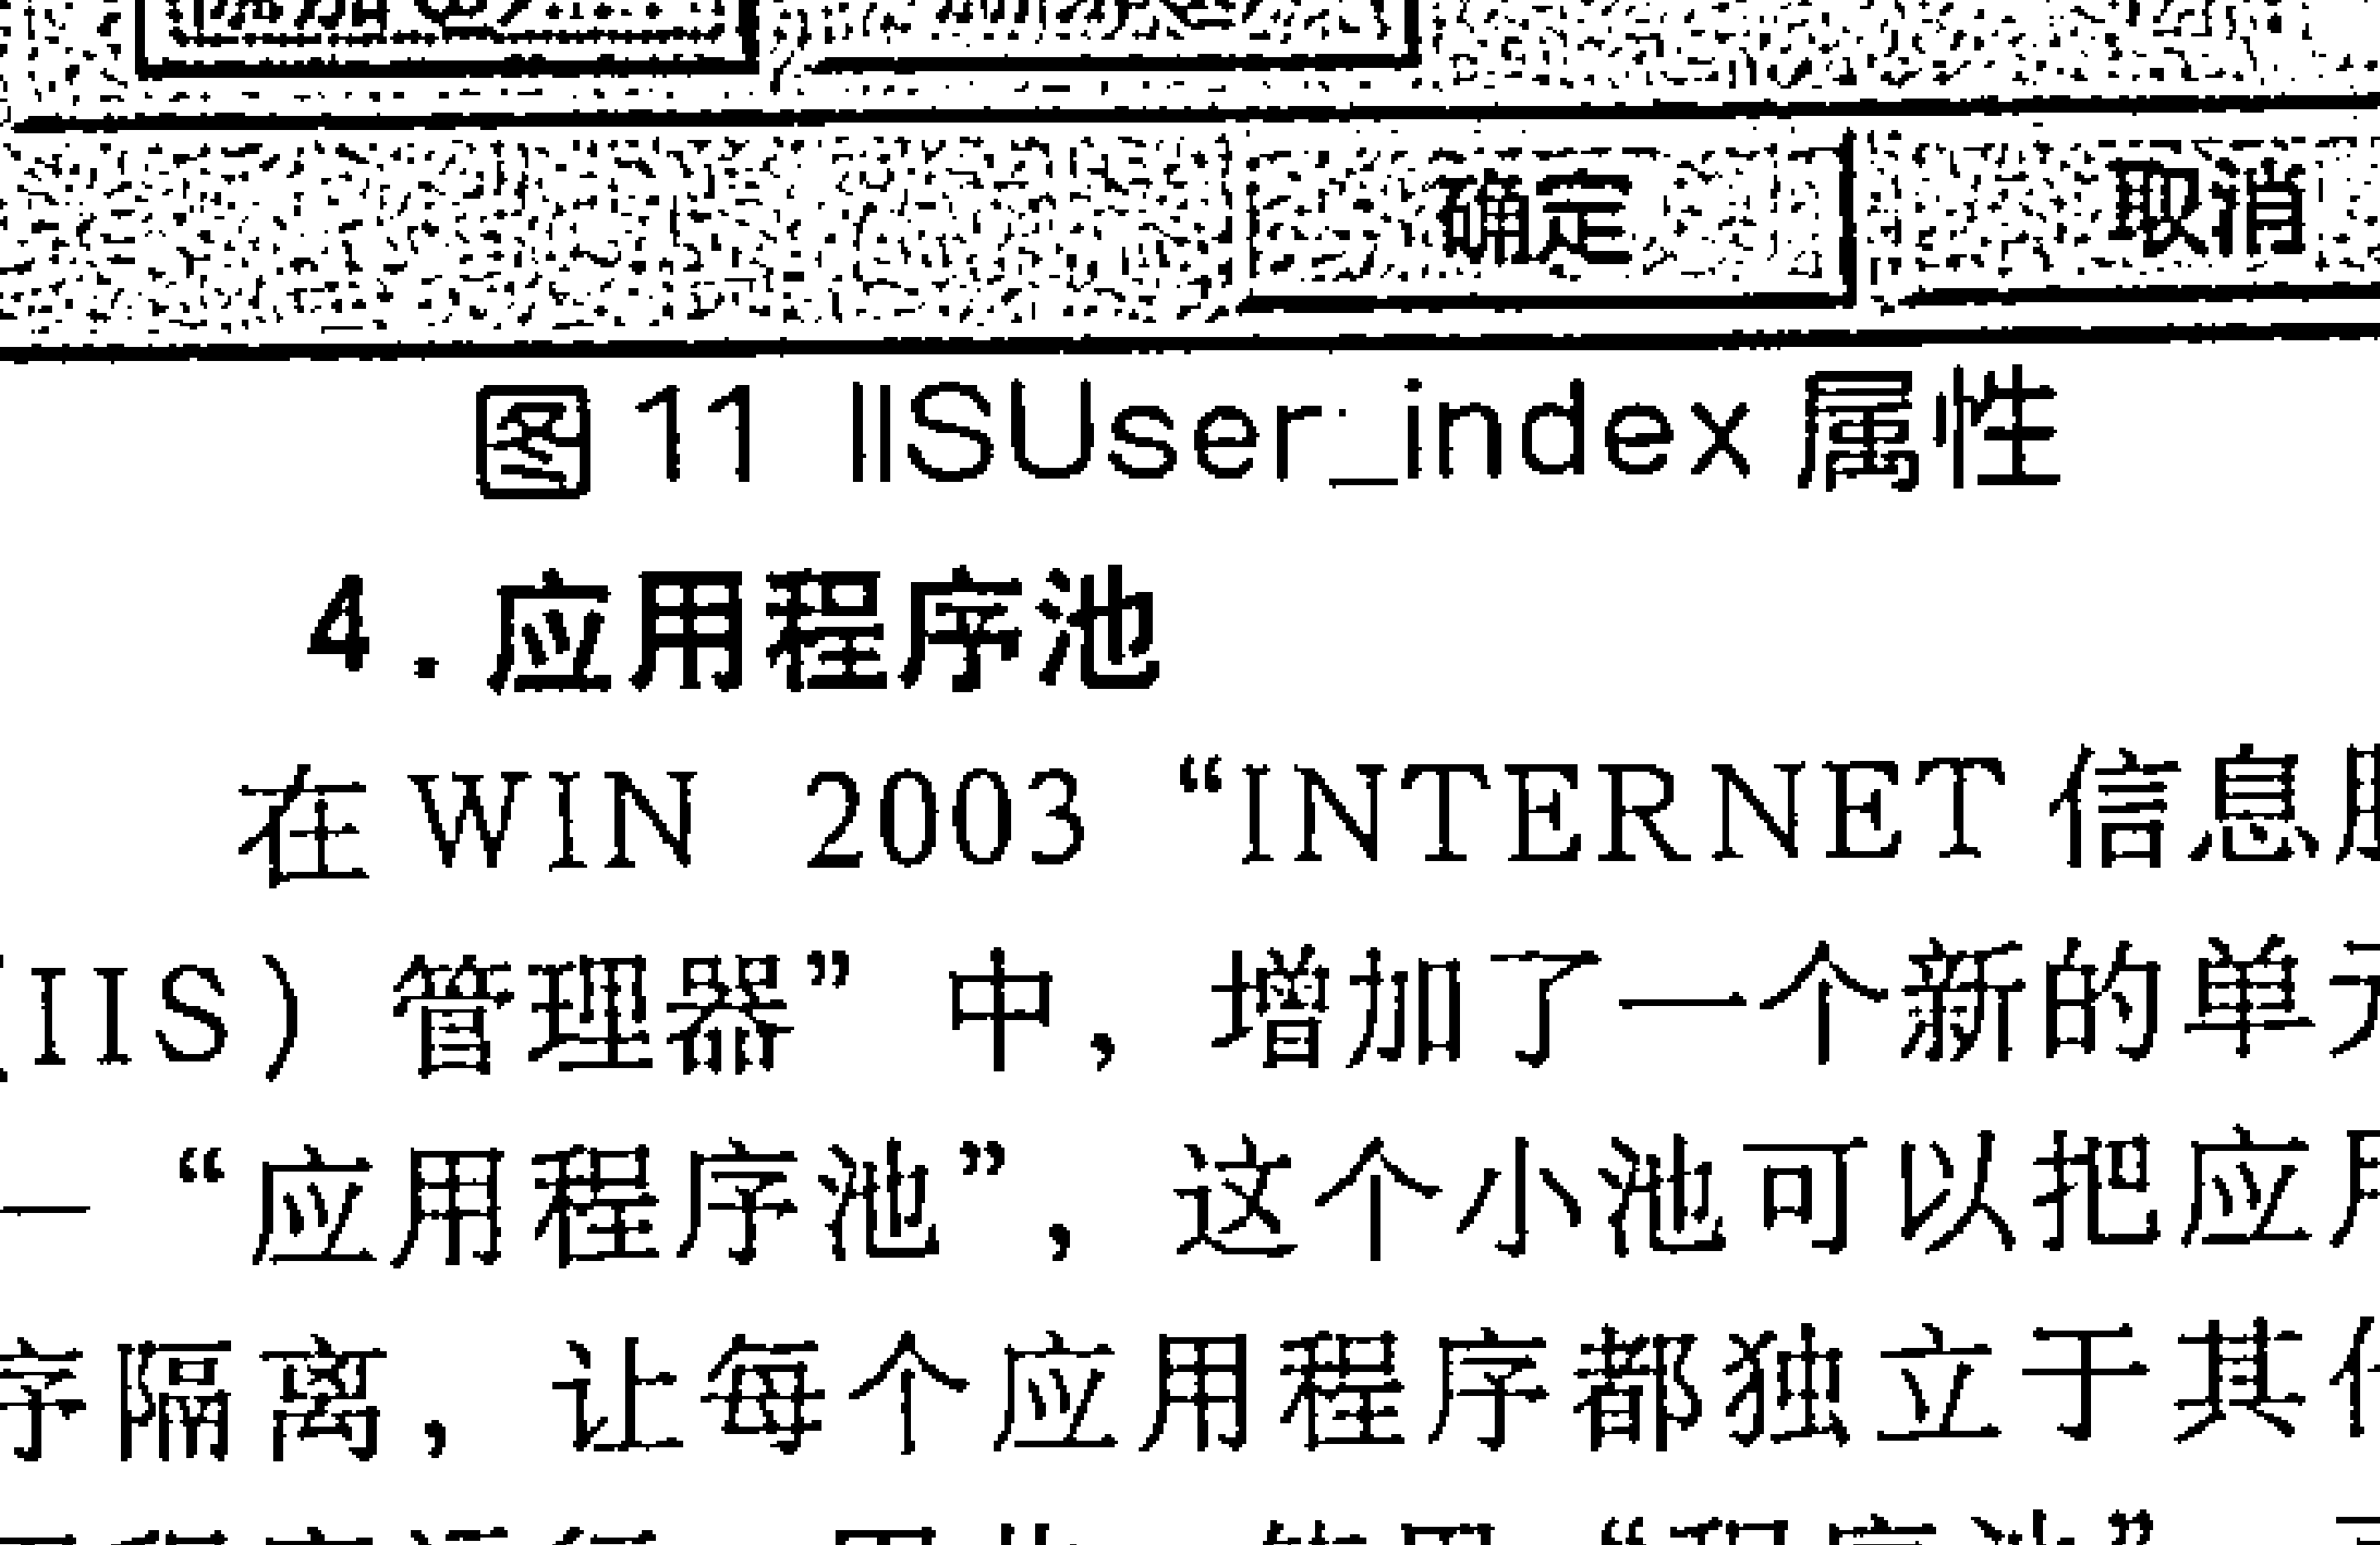 确定 取消
图11 IISUser_index 属性
4.应用程序池
在 WIN 2003 “INTERNET 信息
(IIS) 管理器” 中，增加了一个新的单
— “应用程序池”，这个小池可以把应用
序隔离，让每个应用程序都独立于其